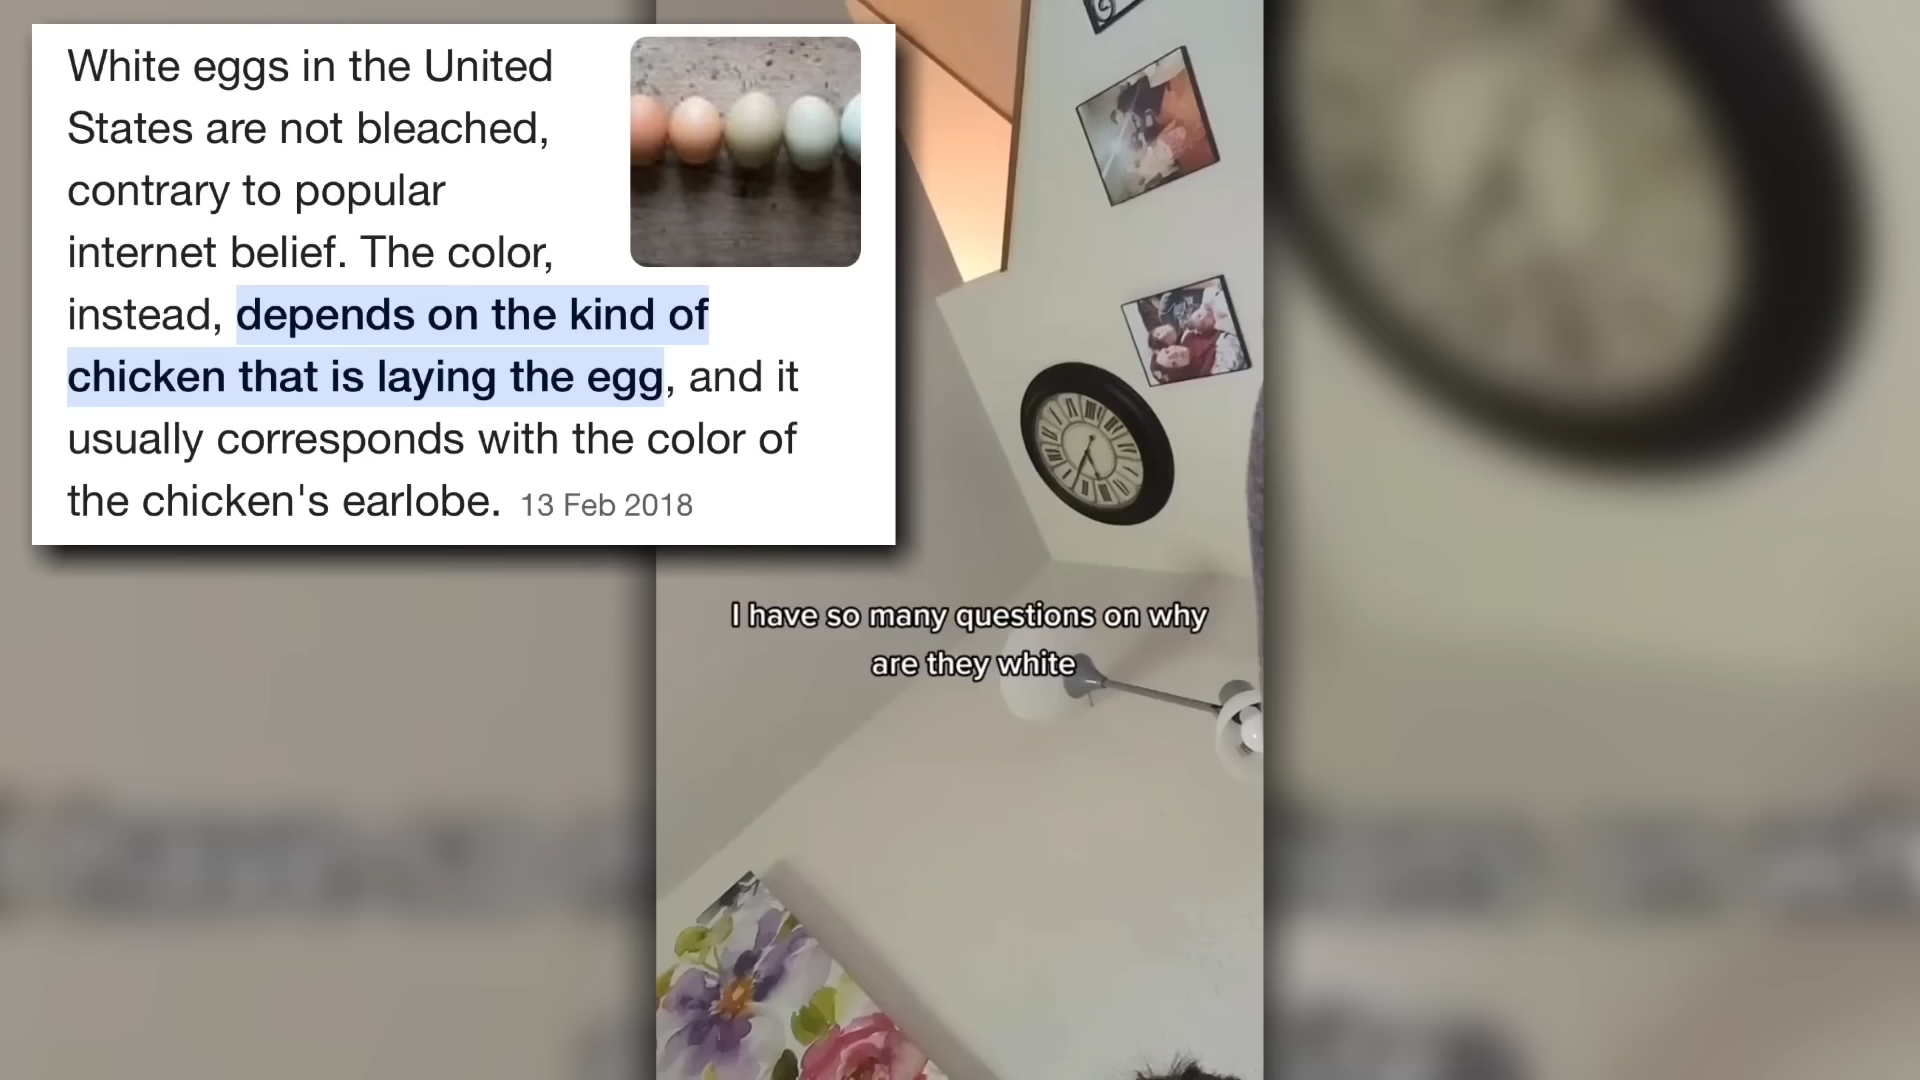 White eggs in the United
States are not bleached,
contrary to popular
internet belief. The color,
instead, depends on the kind of
chicken that is laying the egg, and it
usually corresponds with the color of
the chicken's earlobe. 13 Feb 2018
I have so many questions on why
are they white